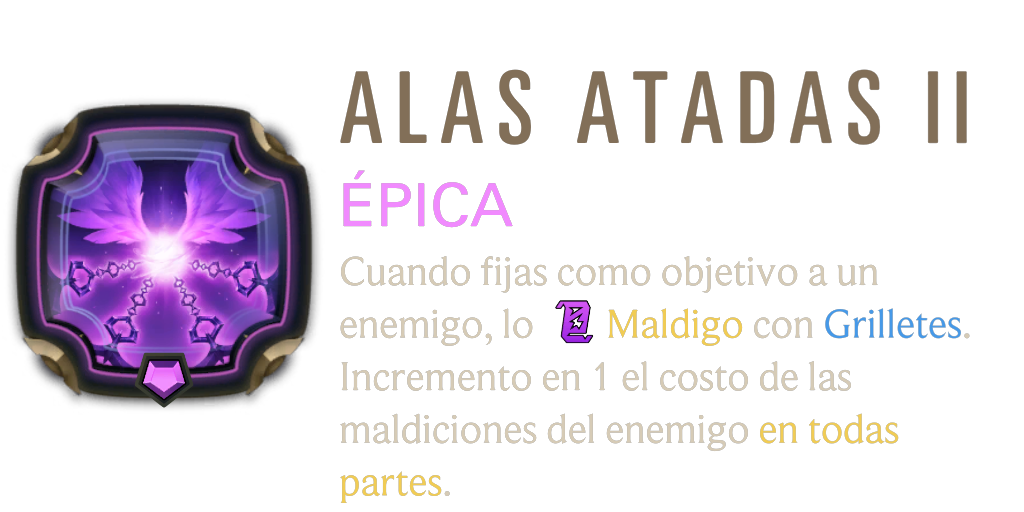 ALAS ATADAS II
ÉPICA
Cuando fijas como objetivo a un
enemigo, lo Maldigo con Grilletes.
Incremento en 1 el costo de las
maldiciones del enemigo en todas
partes.